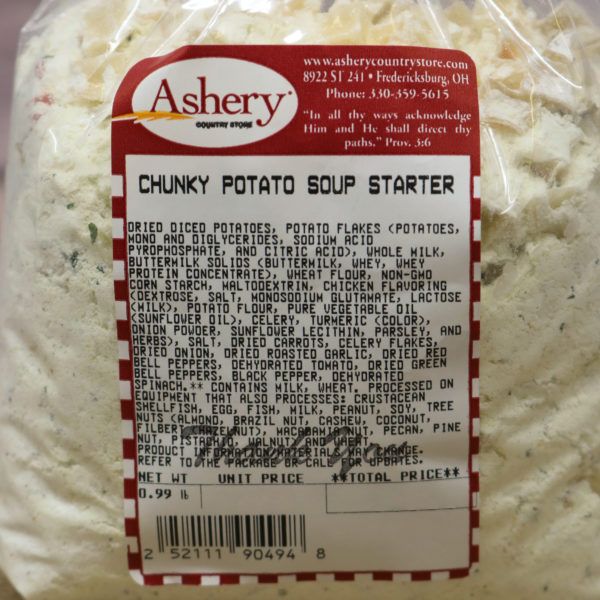 Ashery
COUNTRY STORE
www.asherycountrystore.com
8922 ST 241 • Fredericksburg, OH
Phone: 330-359-5615
"In all thy ways acknowledge
Him and He shall direct thy
paths." Prov. 3:6
CHUNKY POTATO SOUP STARTER
DRIED DICED POTATOES, POTATO FLAKES (POTATOES,
MONO AND DIGLYCERIDES, SODIUM ACID
PYROPHOSPHATE, AND CITRIC ACID), WHOLE MILK,
BUTTERMILK SOLIDS (BUTTERMILK, WHEY, WHEY
PROTEIN CONCENTRATE), WHEAT FLOUR, NON-GMO
CORN STARCH, MALTODEXTRIN, CHICKEN FLAVORING
(DEXTROSE, SALT, MONOSODIUM GLUTAMATE, LACTOSE
(MILK), POTATO FLOUR, PURE VEGETABLE OIL
(SUNFLOWER OIL), CELERY, TURMERIC (COLOR),
ONION POWDER, SUNFLOWER LECITHIN, PARSLEY, AND
HERBS), SALT, DRIED CARROTS, CELERY FLAKES,
DRIED ONION, DRIED ROASTED GARLIC, DRIED RED
BELL PEPPERS, DEHYDRATED TOMATO, DRIED GREEN
BELL PEPPERS, BLACK PEPPER, DEHYDRATED
SPINACH.** CONTAINS MILK, WHEAT. PROCESSED ON
EQUIPMENT THAT ALSO PROCESSES: CRUSTACEAN
SHELLFISH, EGG, FISH, MILK, PEANUT, SOY, TREE
NUTS (ALMOND, BRAZIL NUT, CASHEW, COCONUT,
FILBERT/HAZELNUT), MACADAMIA NUT, PECAN, PINE
NUT, PISTACHIO, WALNUT) AND WHEAT.
PRODUCT INFORMATION/MATERIALS MAY CHANGE.
REFER TO THE PACKAGE OR CALL FOR UPDATES.
Thank You
NET WT UNIT PRICE **TOTAL PRICE**
0.99 lb
2 52111 90494 8